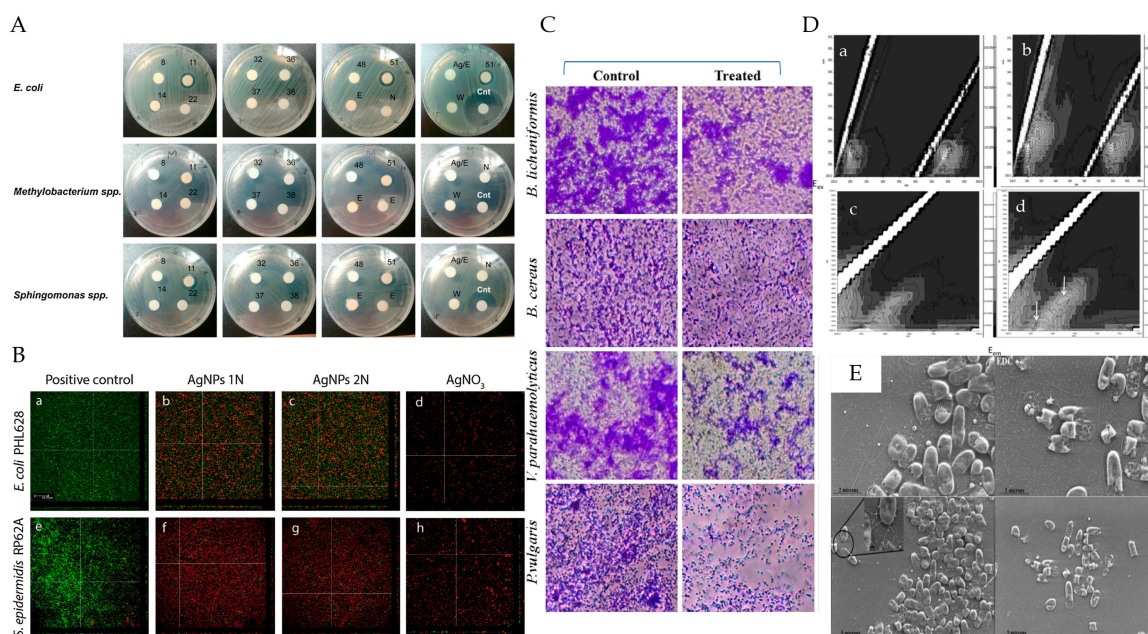 A
E. coli
8 11
14 22
32 36
37 38
48 51
E N
Ag/E 51
W Cnt
N
Methylobacterium spp.
8 11
14 22
32 36
37 38
48 51
E E
Ag/E N
W Cnt
Sphingomonas spp.
8 11
14 22
32 36
37 38
48 51
E E
Ag/E N
W Cnt
B
Positive control AgNPs 1N AgNPs 2N AgNO3
E. coli PHL628
a b c d
S. epidermidis RP62A
e f g h
C
Control Treated
B. licheniformis
B. cereus
V. parahaemolyticus
P.vulgaris
D
a b
Eex
c d
Eem
E
EDC
2 microns